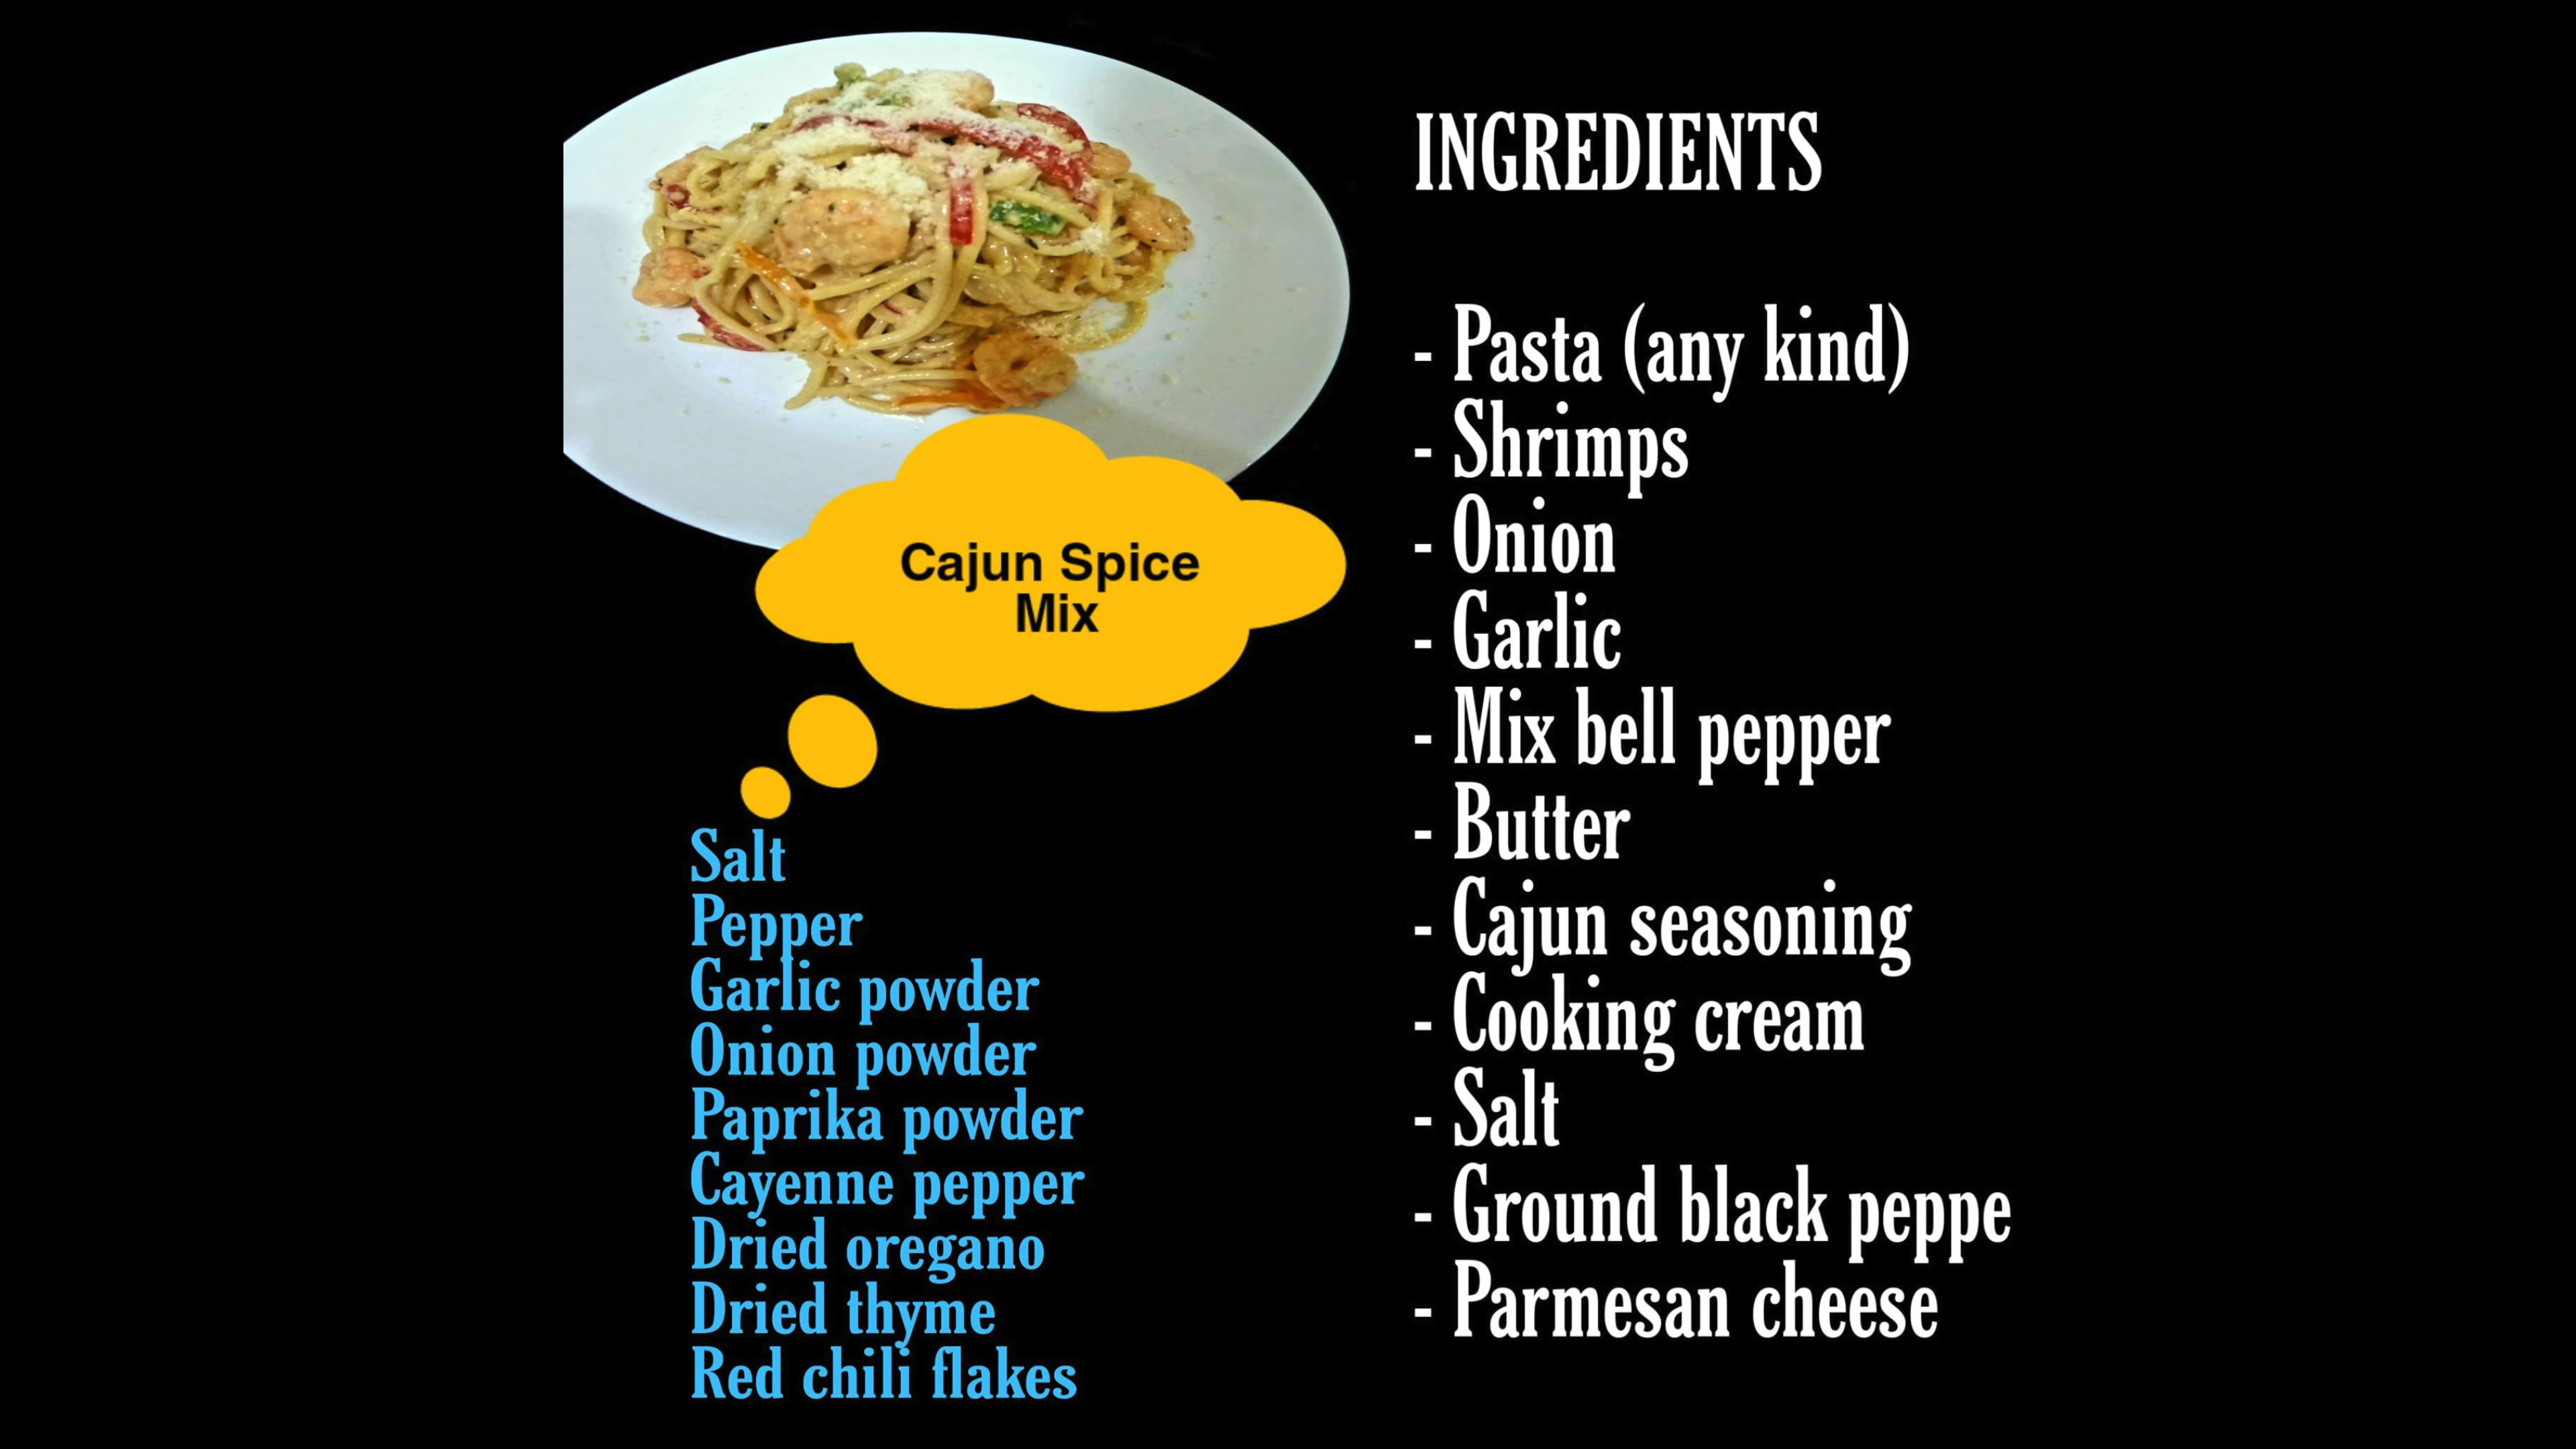 INGREDIENTS
- Pasta (any kind)
- Shrimps
- Onion
- Garlic
- Mix bell pepper
- Butter
- Cajun seasoning
- Cooking cream
- Salt
- Ground black peppe
- Parmesan cheese
Cajun Spice
Mix
Salt
Pepper
Garlic powder
Onion powder
Paprika powder
Cayenne pepper
Dried oregano
Dried thyme
Red chili flakes